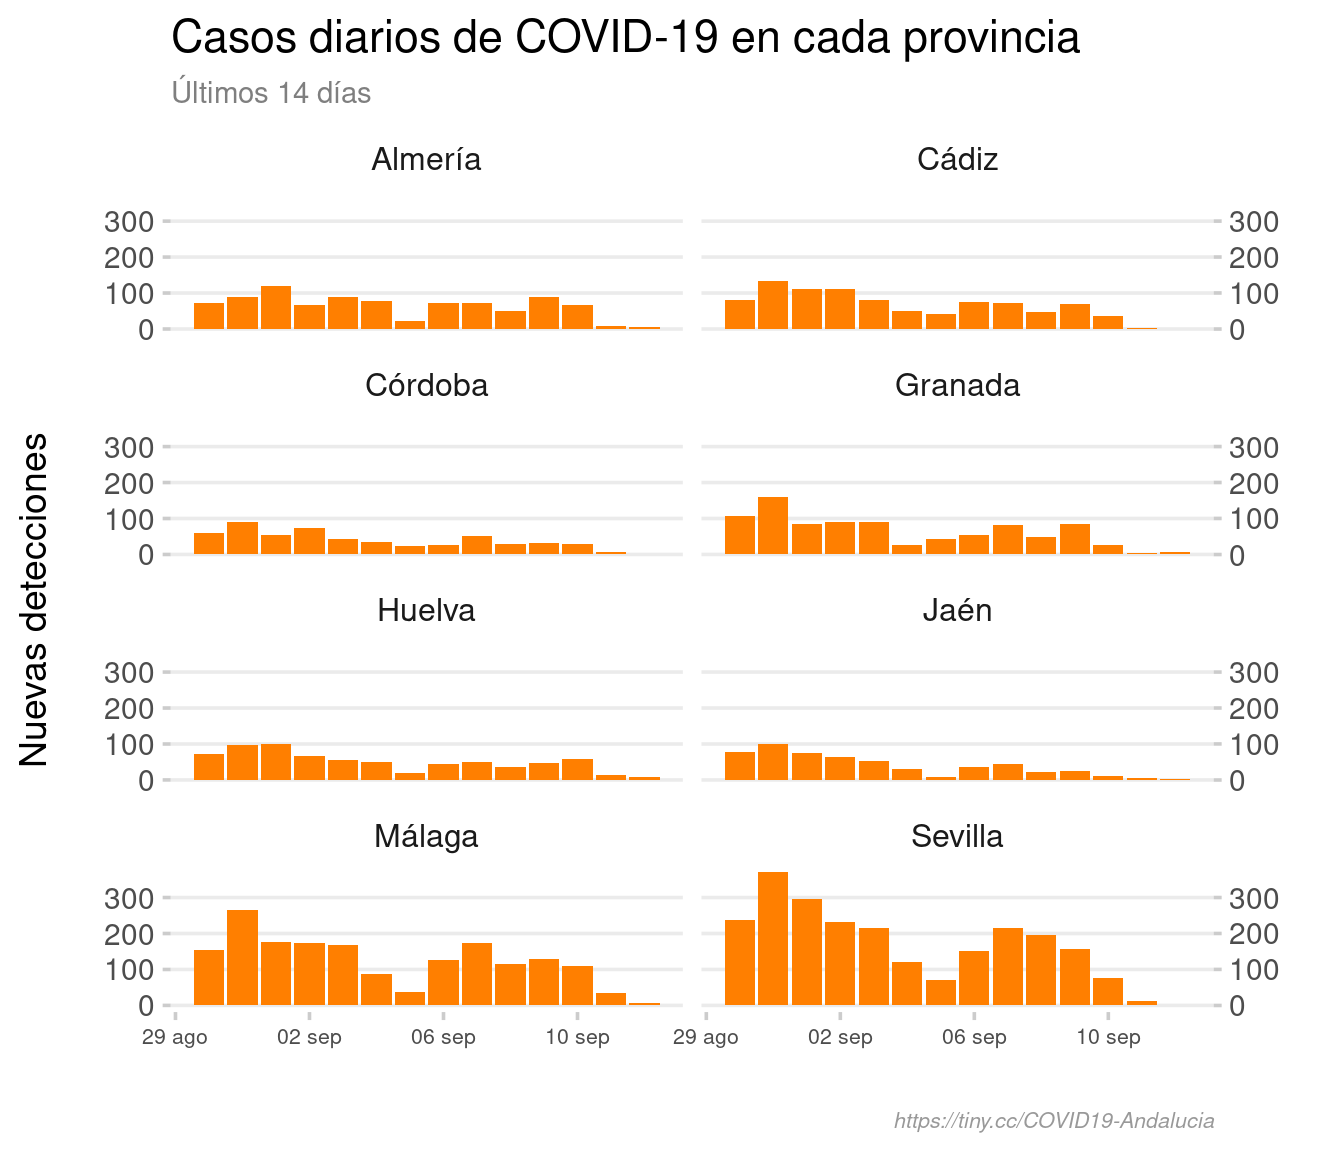 Casos diarios de COVID-19 en cada provincia
Últimos 14 días
Almería
Cádiz
300
200
100
0
300
200
100
0
Córdoba
Granada
300
200
100
0
300
200
100
0
Nuevas detecciones
Huelva
Jaén
300
200
100
0
300
200
100
0
Málaga
Sevilla
300
200
100
0
300
200
100
0
29 ago 02 sep 06 sep 10 sep
29 ago 02 sep 06 sep 10 sep
https://tiny.cc/COVID19-Andalucia